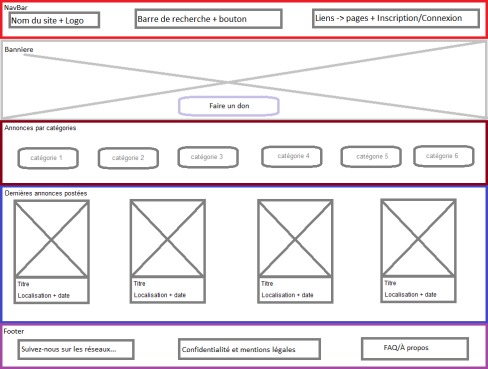 NavBar
Nom du site + Logo
Barre de recherche + bouton
Liens -> pages + Inscription/Connexion
Banniere
Faire un don
Annonces par catégories
catégorie 1
catégorie 2
catégorie 3
catégorie 4
catégorie 5
catégorie 6
Dernières annonces postées
Titre
Localisation + date
Titre
Localisation + date
Titre
Localisation + date
Titre
Localisation + date
Footer
Suivez-nous sur les réseaux...
Confidentialité et mentions légales
FAQ/À propos